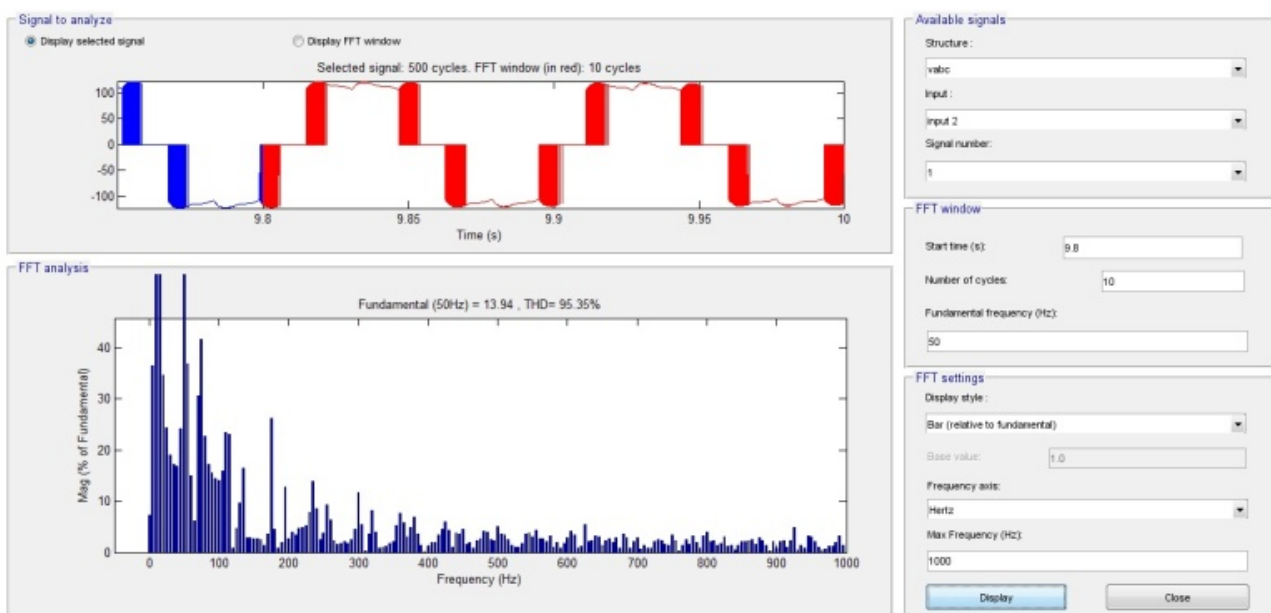 Signal to analyze
Display selected signal
Display FFT window
Selected signal: 500 cycles. FFT window (in red): 10 cycles
100
50
0
-50
-100
9.8
9.85
9.9
9.95
10
Time (s)
FFT analysis
Fundamental (50Hz) = 13.94 , THD= 95.35%
Mag (% of Fundamental)
40
30
20
10
0
0
100
200
300
400
500
600
700
800
900
1000
Frequency (Hz)
Available signals
Structure :
vabc
Input :
input 2
Signal number:
1
FFT window
Start time (s):
9.8
Number of cycles:
10
Fundamental frequency (Hz):
50
FFT settings
Display style :
Bar (relative to fundamental)
Base value:
1.0
Frequency axis:
Hertz
Max Frequency (Hz):
1000
Display
Close